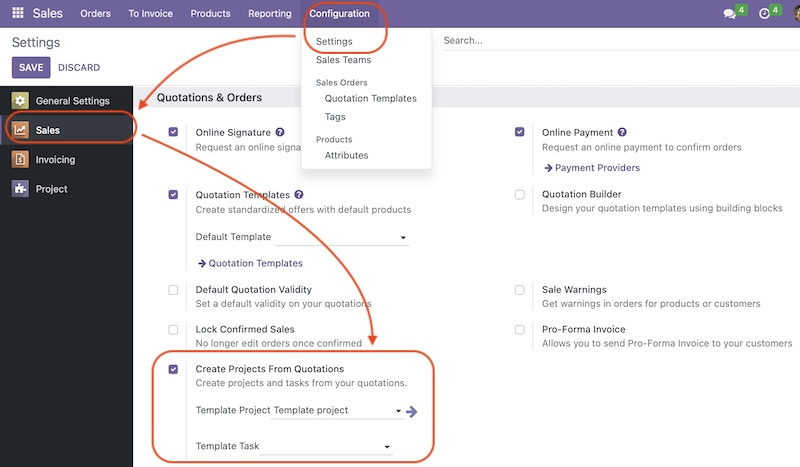 Sales Orders To Invoice Products Reporting Configuration 4 4
Settings
Search...
SAVE DISCARD
Settings
Sales Teams
Sales Orders
Quotation Templates
Tags
Products
Attributes
General Settings
Sales
Invoicing
Project
Quotations & Orders
Online Signature ?
Request an online signa
Online Payment ?
Request an online payment to confirm orders
Payment Providers
Quotation Templates ?
Create standardized offers with default products
Default Template
Quotation Templates
Quotation Builder
Design your quotation templates using building blocks
Default Quotation Validity
Set a default validity on your quotations
Sale Warnings
Get warnings in orders for products or customers
Lock Confirmed Sales
No longer edit orders once confirmed
Pro-Forma Invoice
Allows you to send Pro-Forma Invoice to your customers
Create Projects From Quotations
Create projects and tasks from your quotations.
Template Project Template project
Template Task